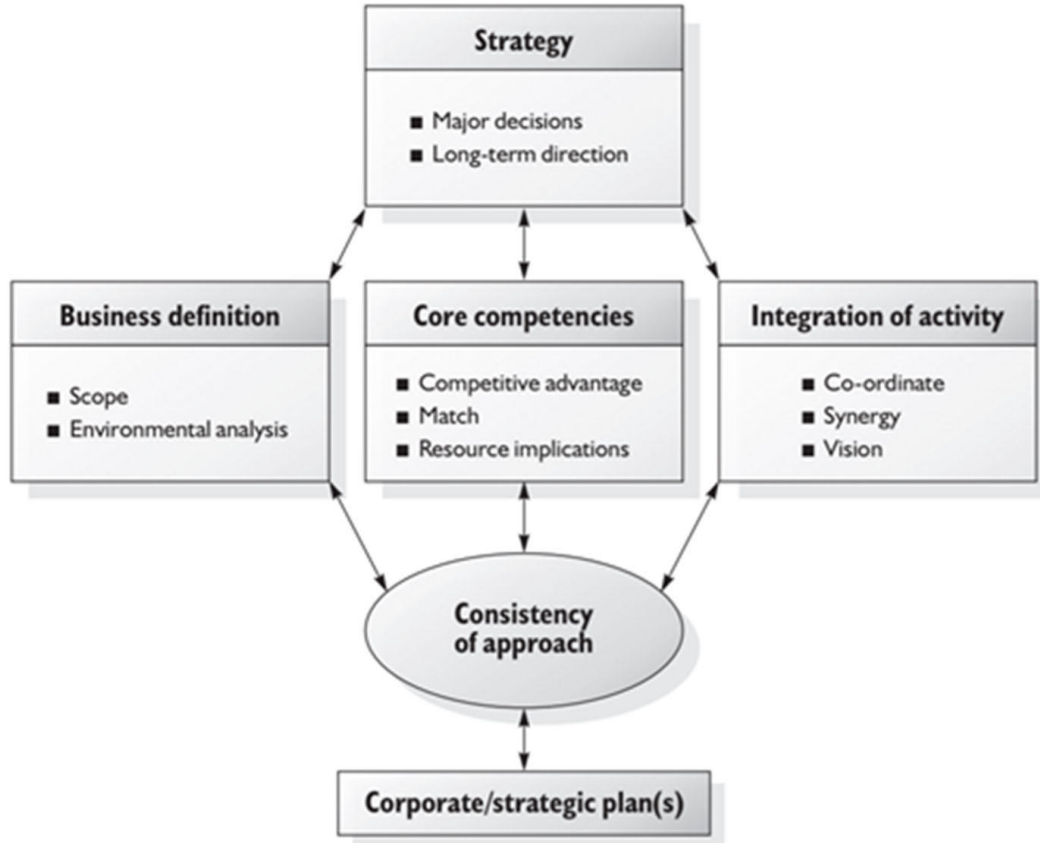 Strategy
■ Major decisions
■ Long-term direction
Business definition
■ Scope
■ Environmental analysis
Core competencies
■ Competitive advantage
■ Match
■ Resource implications
Integration of activity
■ Co-ordinate
■ Synergy
■ Vision
Consistency
of approach
Corporate/strategic plan(s)